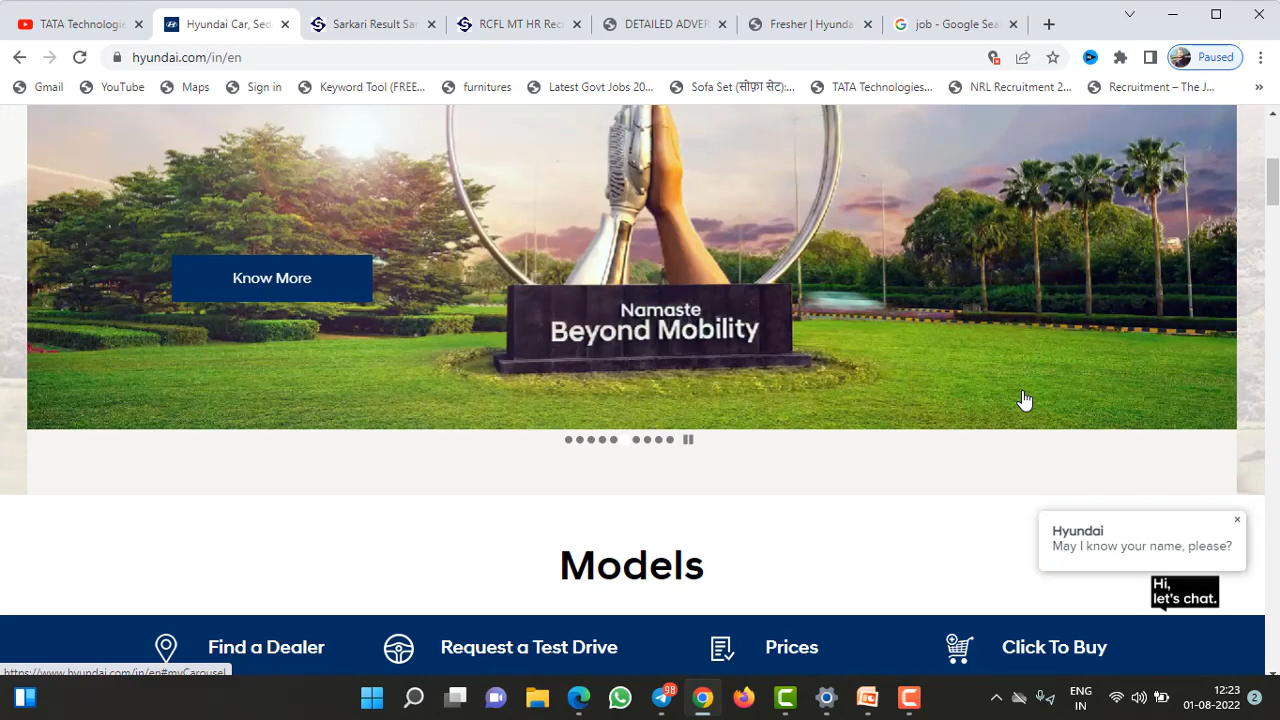 TATA Technologie
Hyundai Car, Sed
Sarkari Result Sar
RCFL MT HR Rec
DETAILED ADVER
Fresher | Hyunda
job - Google Sea
hyundai.com/in/en
Paused
Gmail
YouTube
Maps
Sign in
Keyword Tool (FREE...
furntitures
Latest Govt Jobs 20...
Sofa Set (सोफ़ा सेट):...
TATA Technologies...
NRL Recruitment 2...
Recruitment – The J...
Know More
Namaste
Beyond Mobility
Hyundai
May I know your name, please?
Hi,
let's chat.
Models
Find a Dealer
Request a Test Drive
Prices
Click To Buy
https://www.hyundai.com/in/en#myCarousel
98
ENG
IN
12:23
01-08-2022
2